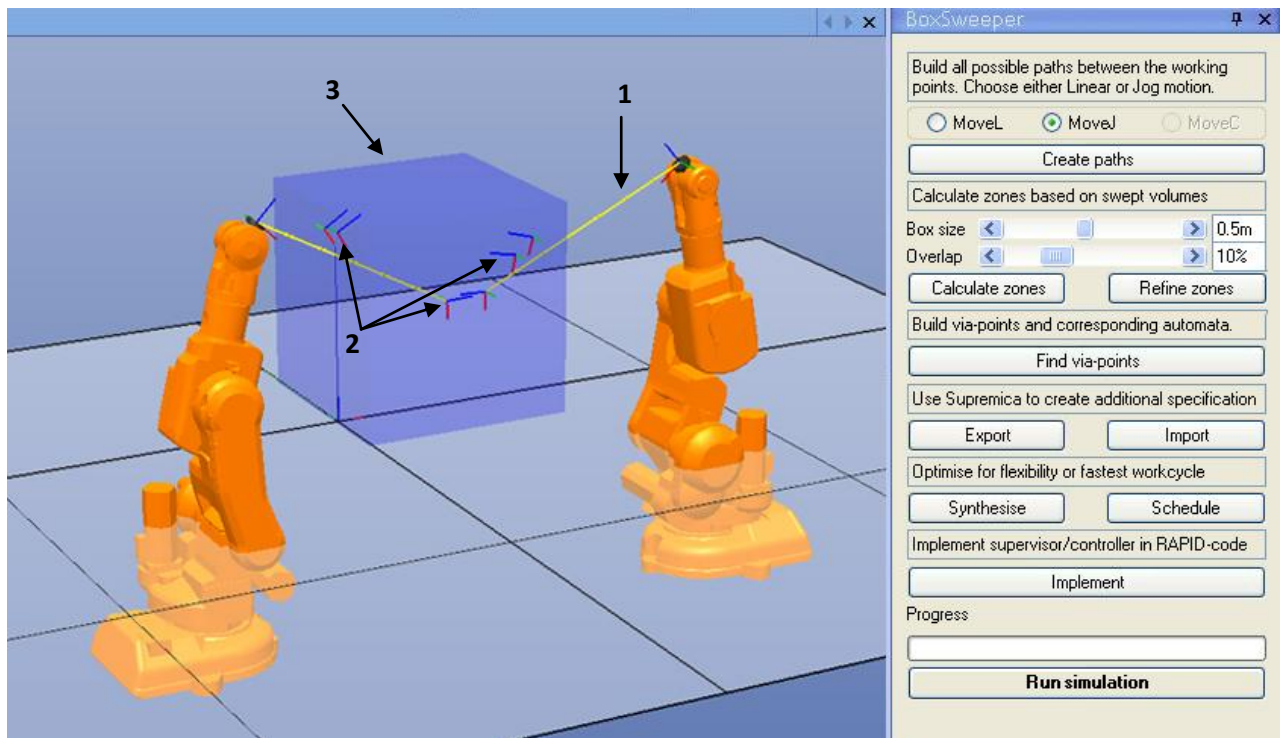 3
1
2
BoxSweeper
Build all possible paths between the working
points. Choose either Linear or Jog motion.
MoveL MoveJ MoveC
Create paths
Calculate zones based on swept volumes
Box size 0.5m
Overlap 10%
Calculate zones Refine zones
Build via-points and corresponding automata.
Find via-points
Use Supremica to create additional specification
Export Import
Optimise for flexibility or fastest workcycle
Synthesise Schedule
Implement supervisor/controller in RAPID-code
Implement
Progress
Run simulation